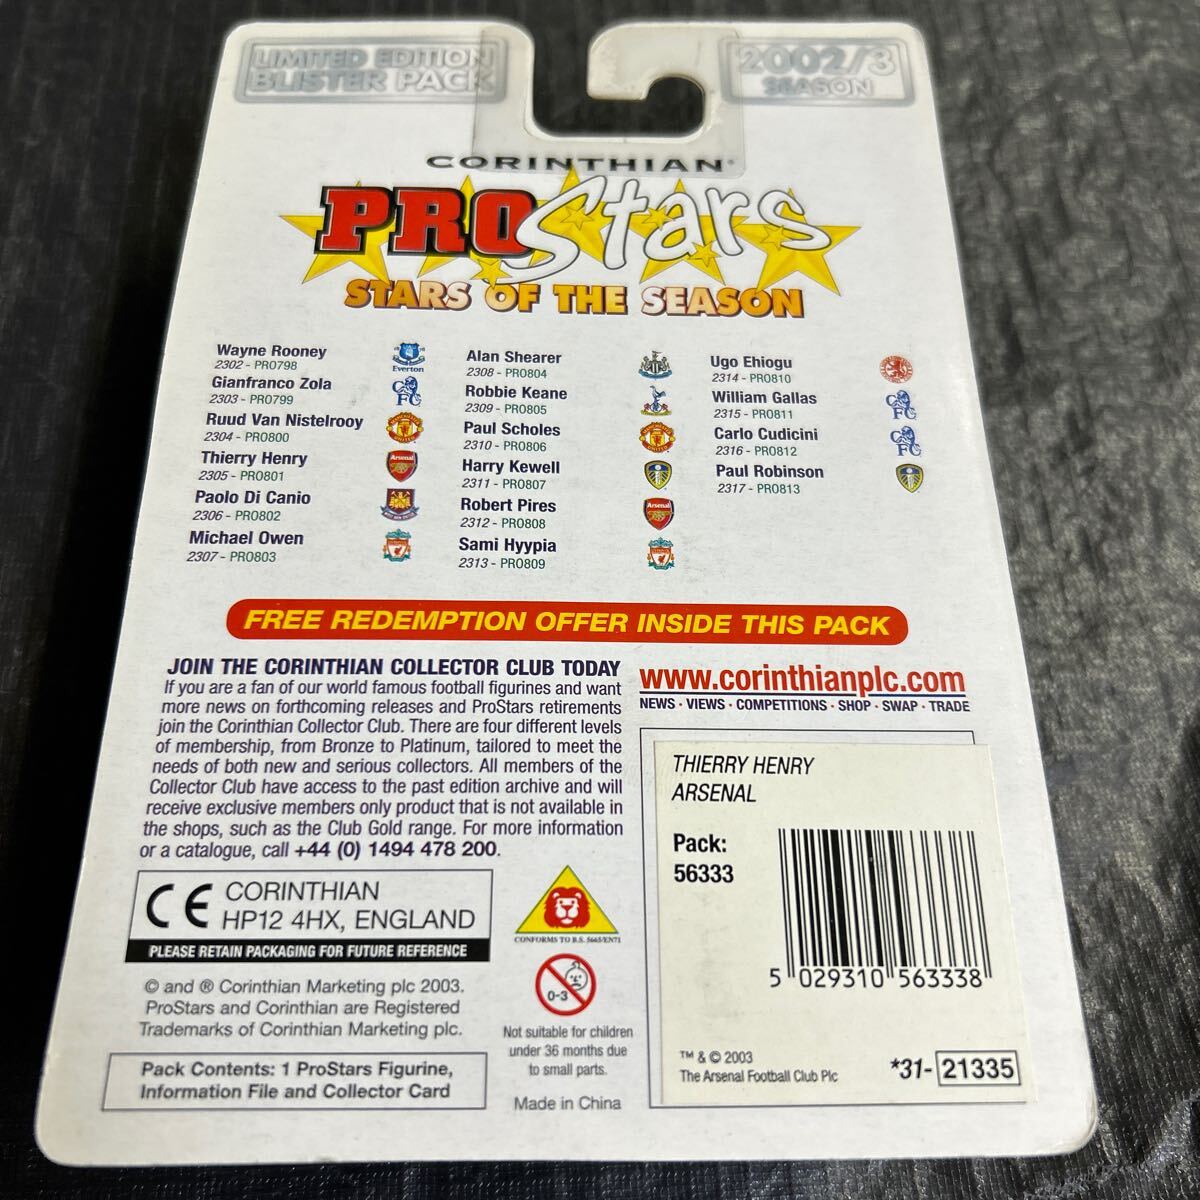 LIMITED EDITION
BLISTER PACK
2002/3
SEASON
CORINTHIAN
PROStars
STARS OF THE SEASON
Wayne Rooney
2302 - PRO798
Everton
Gianfranco Zola
2303 - PRO799
Ruud Van Nistelrooy
2304 - PRO800
Thierry Henry
2305 - PRO801
Arsenal
Paolo Di Canio
2306 - PRO802
Michael Owen
2307 - PRO803
Alan Shearer
2308 - PRO804
Robbie Keane
2309 - PRO805
Paul Scholes
2310 - PRO806
Harry Kewell
2311 - PRO807
Robert Pires
2312 - PRO808
Arsenal
Sami Hyypia
2313 - PRO809
Ugo Ehiogu
2314 - PRO810
William Gallas
2315 - PRO811
Carlo Cudicini
2316 - PRO812
Paul Robinson
2317 - PRO813
FREE REDEMPTION OFFER INSIDE THIS PACK
JOIN THE CORINTHIAN COLLECTOR CLUB TODAY
If you are a fan of our world famous football figurines and want
more news on forthcoming releases and ProStars retirements
join the Corinthian Collector Club. There are four different levels
of membership, from Bronze to Platinum, tailored to meet the
needs of both new and serious collectors. All members of the
Collector Club have access to the past edition archive and will
receive exclusive members only product that is not available in
the shops, such as the Club Gold range. For more information
or a catalogue, call +44 (0) 1494 478 200.
www.corinthianplc.com
NEWS · VIEWS · COMPETITIONS · SHOP · SWAP · TRADE
THIERRY HENRY
ARSENAL
Pack:
56333
5 029310 563338
™ & © 2003
The Arsenal Football Club Plc
*31- 21335
CE CORINTHIAN
HP12 4HX, ENGLAND
PLEASE RETAIN PACKAGING FOR FUTURE REFERENCE
© and ® Corinthian Marketing plc 2003.
ProStars and Corinthian are Registered
Trademarks of Corinthian Marketing plc.
Pack Contents: 1 ProStars Figurine,
Information File and Collector Card
CONFORMS TO B.S. 5665/EN71
0-3
Not suitable for children
under 36 months due
to small parts.
Made in China